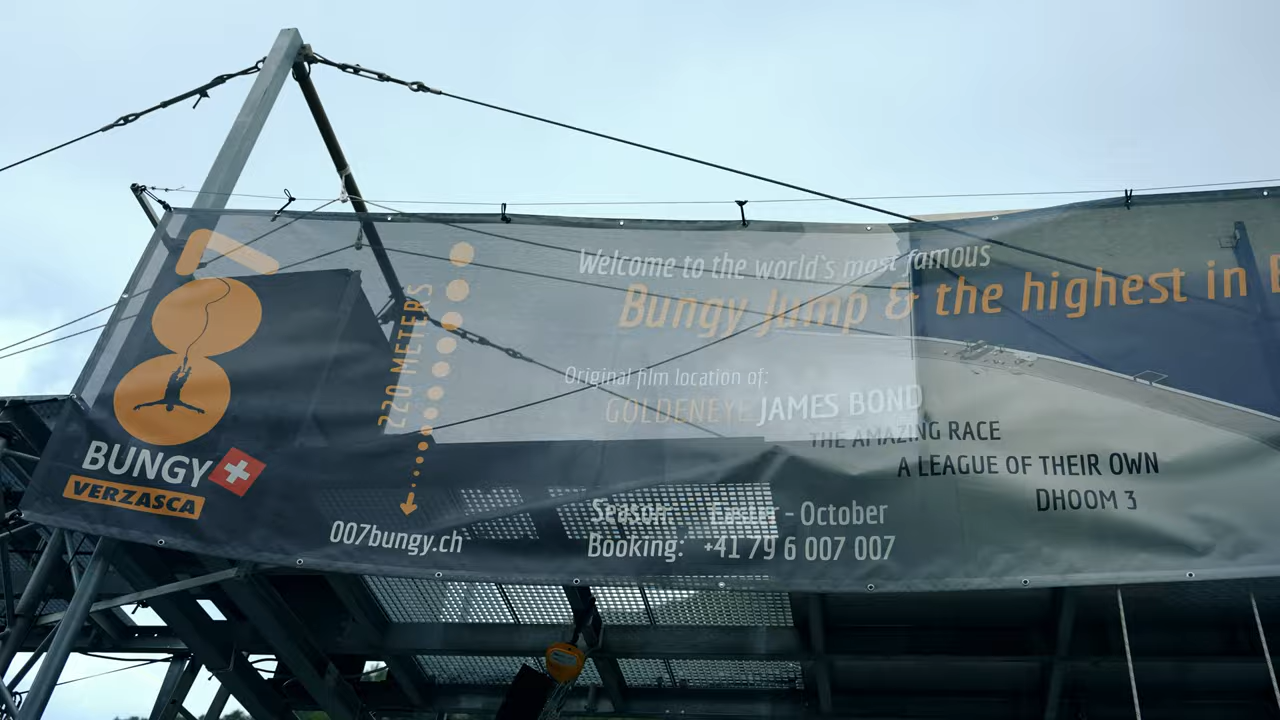 Welcome to the world`s most famous
Bungy Jump & the highest in E
220 METERS
Original film location of:
GOLDENEYE JAMES BOND
THE AMAZING RACE
A LEAGUE OF THEIR OWN
DHOOM 3
BUNGY
VERZASCA
007bungy.ch
Season: Easter - October
Booking: +41 79 6 007 007